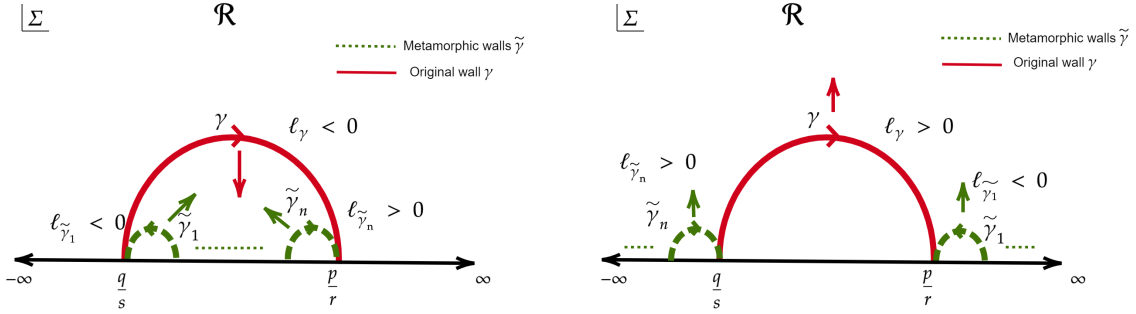 Σ
ℛ
Metamorphic walls γ̃
Original wall γ
γ
ℓ_γ < 0
ℓ_γ̃₁ < 0
γ̃₁
γ̃ₙ
ℓ_γ̃ₙ > 0
−∞
q/s
p/r
∞
Σ
ℛ
Metamorphic walls γ̃
Original wall γ
γ
ℓ_γ > 0
ℓ_γ̃ₙ > 0
ℓ_γ̃₁ < 0
γ̃ₙ
γ̃₁
−∞
q/s
p/r
∞